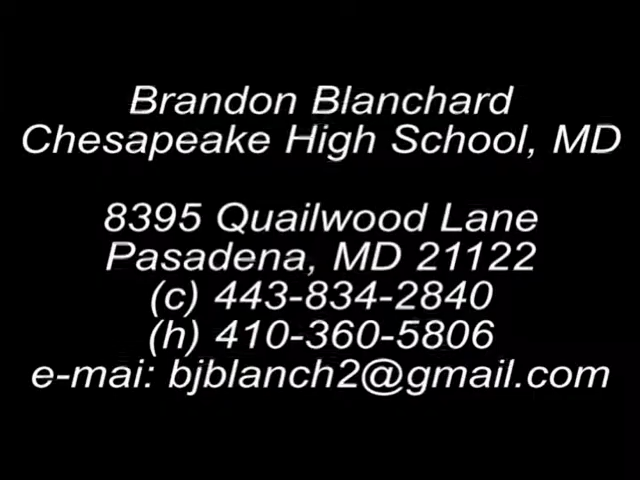 Brandon Blanchard
Chesapeake High School, MD
8395 Quailwood Lane
Pasadena, MD 21122
(c) 443-834-2840
(h) 410-360-5806
e-mai: bjblanch2@gmail.com